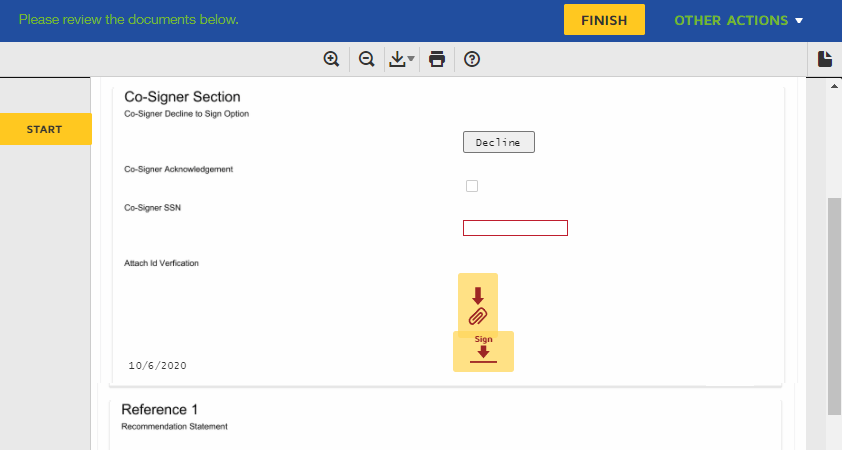 Please review the documents below.
FINISH
OTHER ACTIONS
START
Co-Signer Section
Co-Signer Decline to Sign Option
Decline
Co-Signer Acknowledgement
Co-Signer SSN
Attach Id Verfication
Sign
10/6/2020
Reference 1
Recommendation Statement